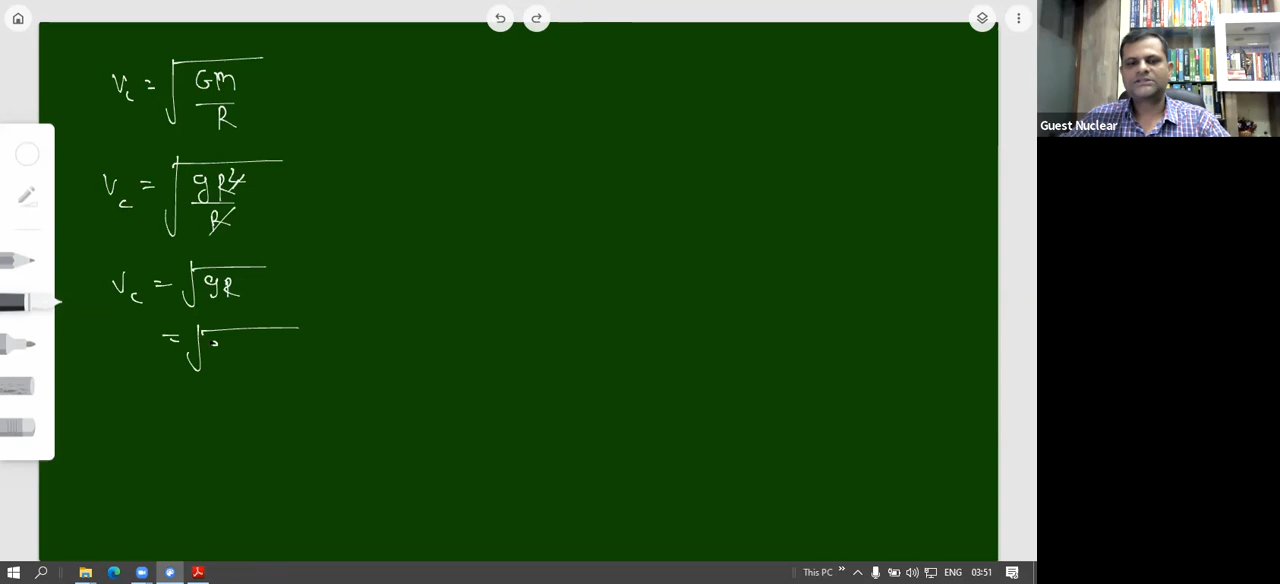 v_c = √(GM/R)
v_c = √(gR²/R)
v_c = √(gR)
= √
Guest Nuclear
This PC
ENG
03:51